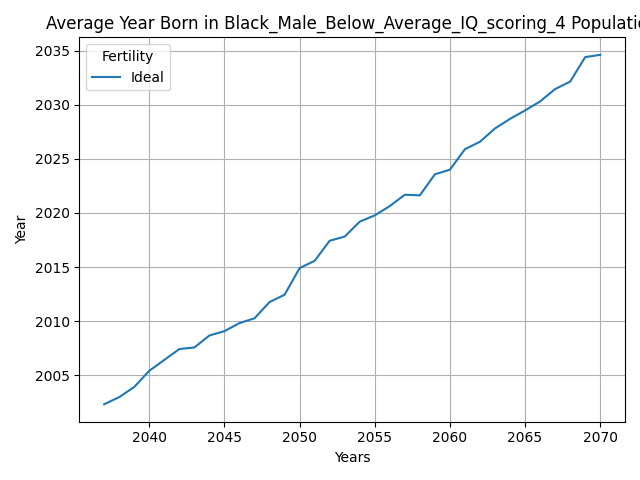 Average Year Born in Black_Male_Below_Average_IQ_scoring_4 Populatio
Fertility
Ideal
2035
2030
2025
2020
2015
2010
2005
Year
2040 2045 2050 2055 2060 2065 2070
Years